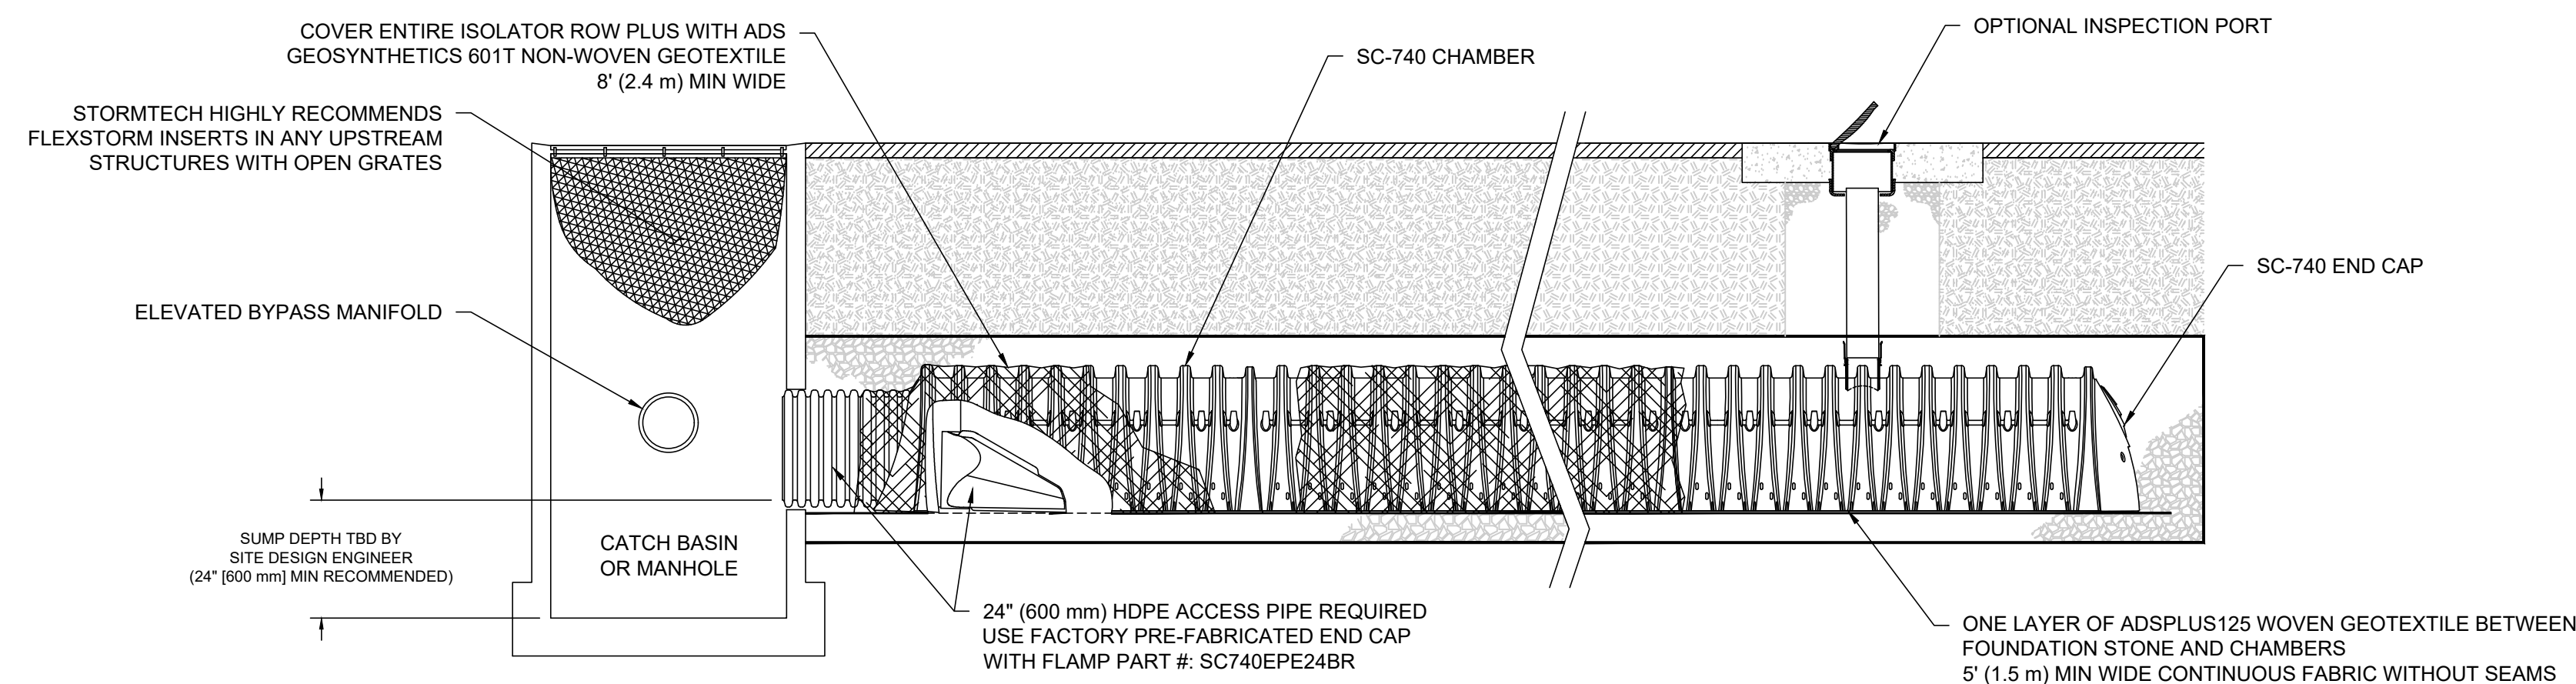 COVER ENTIRE ISOLATOR ROW PLUS WITH ADS
GEOSYNTHETICS 601T NON-WOVEN GEOTEXTILE
8' (2.4 m) MIN WIDE
STORMTECH HIGHLY RECOMMENDS
FLEXSTORM INSERTS IN ANY UPSTREAM
STRUCTURES WITH OPEN GRATES
ELEVATED BYPASS MANIFOLD
SUMP DEPTH TBD BY
SITE DESIGN ENGINEER
(24" [600 mm] MIN RECOMMENDED)
CATCH BASIN
OR MANHOLE
SC-740 CHAMBER
OPTIONAL INSPECTION PORT
SC-740 END CAP
24" (600 mm) HDPE ACCESS PIPE REQUIRED
USE FACTORY PRE-FABRICATED END CAP
WITH FLAMP PART #: SC740EPE24BR
ONE LAYER OF ADSPLUS125 WOVEN GEOTEXTILE BETWEEN
FOUNDATION STONE AND CHAMBERS
5' (1.5 m) MIN WIDE CONTINUOUS FABRIC WITHOUT SEAMS